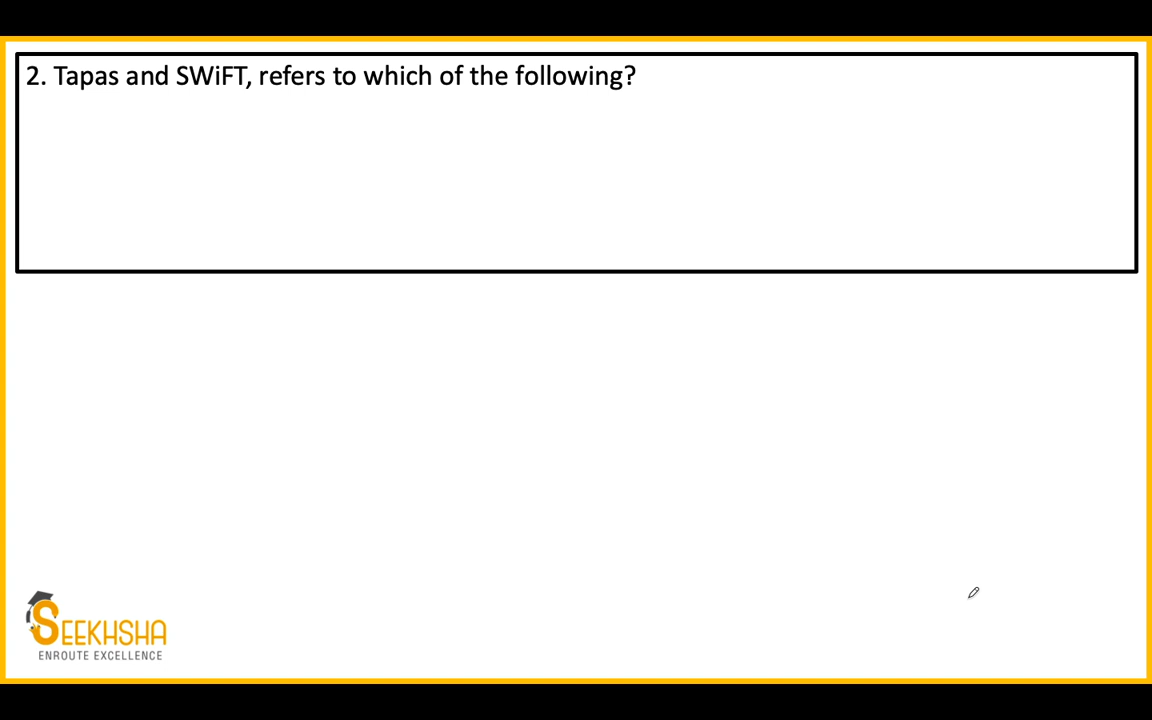 2. Tapas and SWiFT, refers to which of the following?
SEEKHSHA
ENROUTE EXCELLENCE